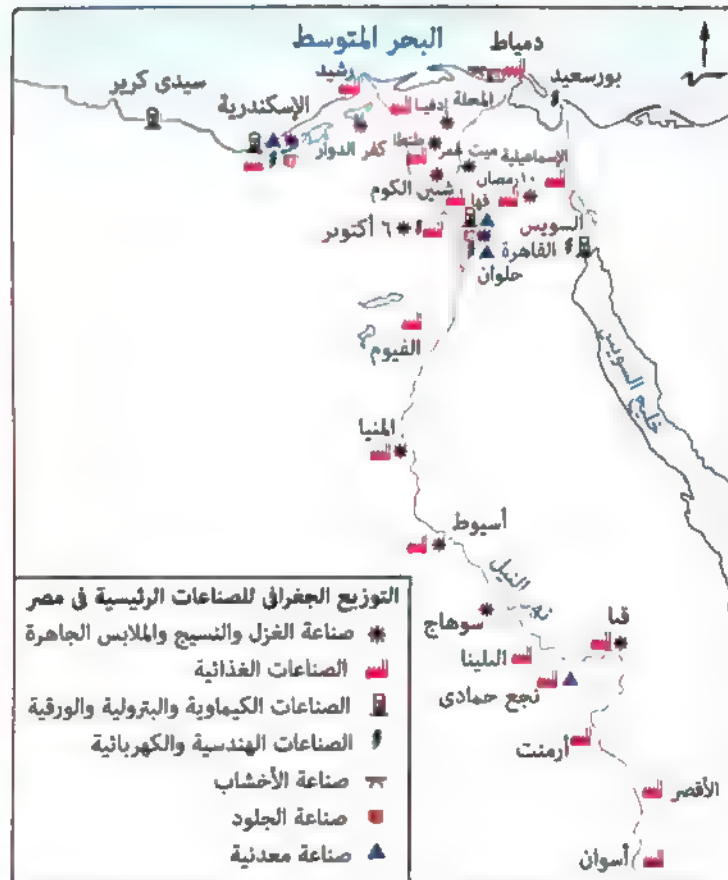 البحر المتوسط
دمياط
رشيد
بورسعيد
سيدى كرير
الإسكندرية
المحلة
إدفينا
كفر الدوار
طنطا
ميت غمر
الإسماعيلية
١٠ رمضان
شبين الكوم
قها
٦ أكتوبر
السويس
القاهرة
حلوان
خليج السويس
الفيوم
المنيا
أسيوط
النيل
سوهاج
قنا
البلينا
نجع حمادى
أرمنت
الأقصر
أسوان
التوزيع الجغرافى للصناعات الرئيسية فى مصر
صناعة الغزل والنسيج والملابس الجاهزة
الصناعات الغذائية
الصناعات الكيماوية والبترولية والورقية
الصناعات الهندسية والكهربائية
صناعة الأخشاب
صناعة الجلود
صناعة معدنية